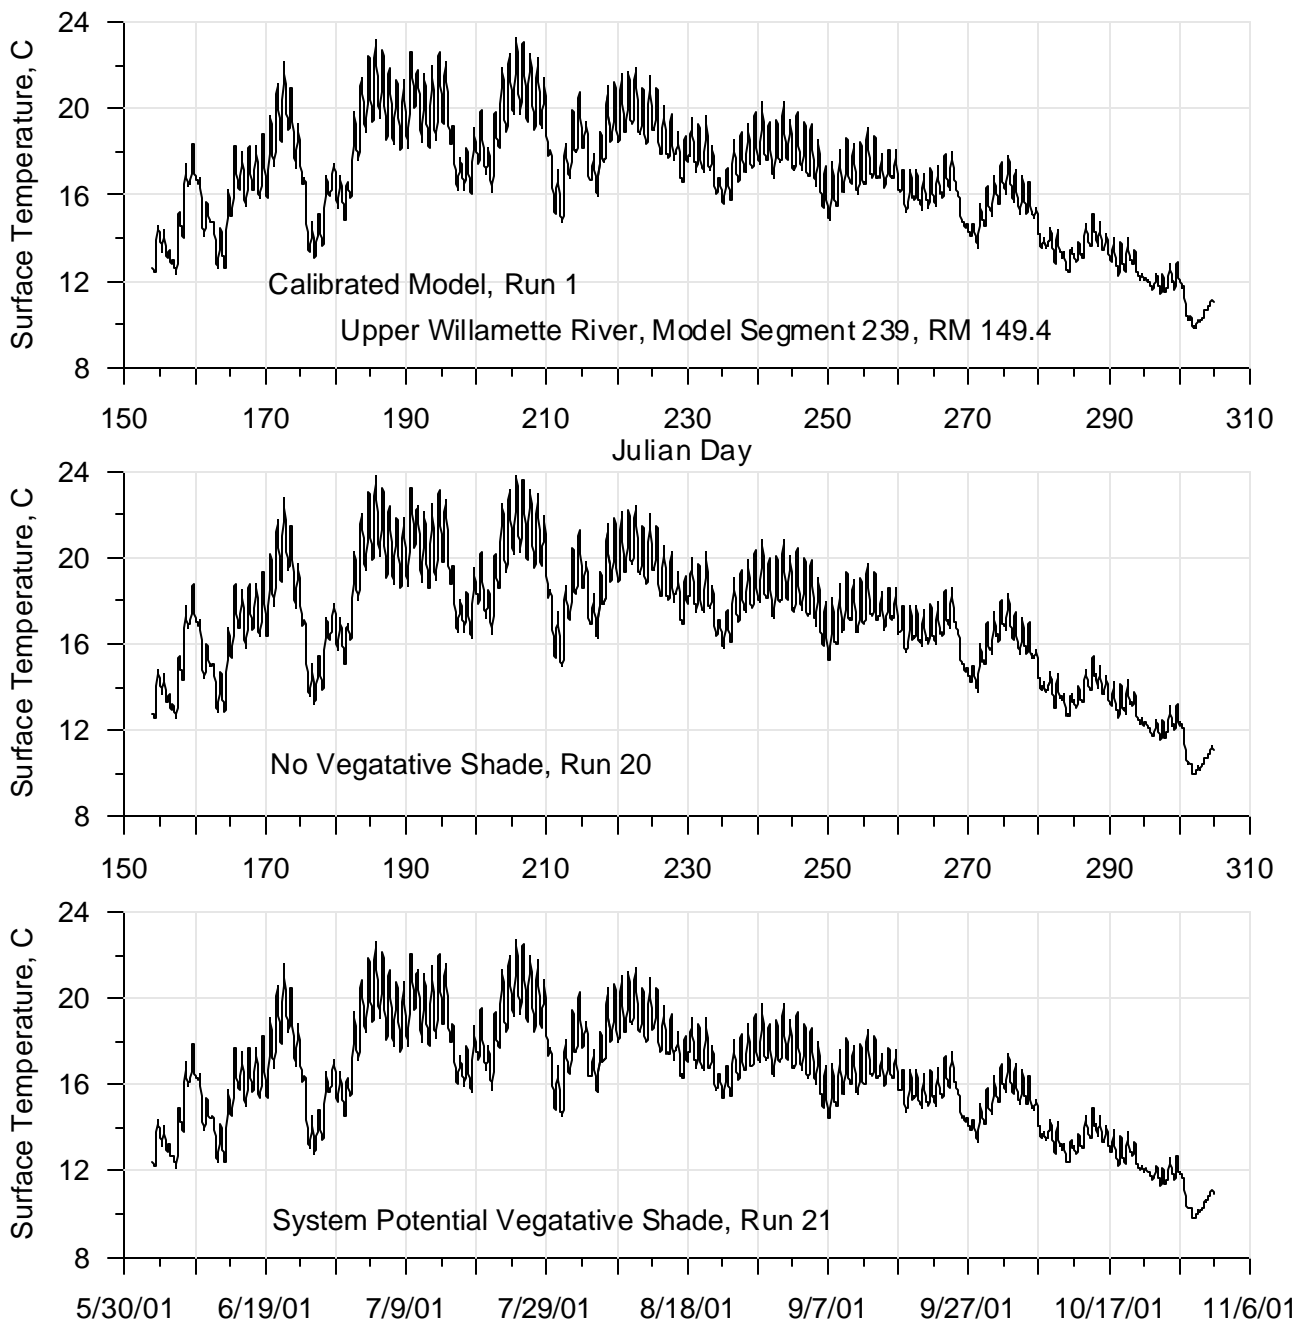 24
20
16
12
8
Surface Temperature, C
Calibrated Model, Run 1
Upper Willamette River, Model Segment 239, RM 149.4
150 170 190 210 230 250 270 290 310
Julian Day
24
20
16
12
8
Surface Temperature, C
No Vegatative Shade, Run 20
150 170 190 210 230 250 270 290 310
24
20
16
12
8
Surface Temperature, C
System Potential Vegatative Shade, Run 21
5/30/01 6/19/01 7/9/01 7/29/01 8/18/01 9/7/01 9/27/01 10/17/01 11/6/01